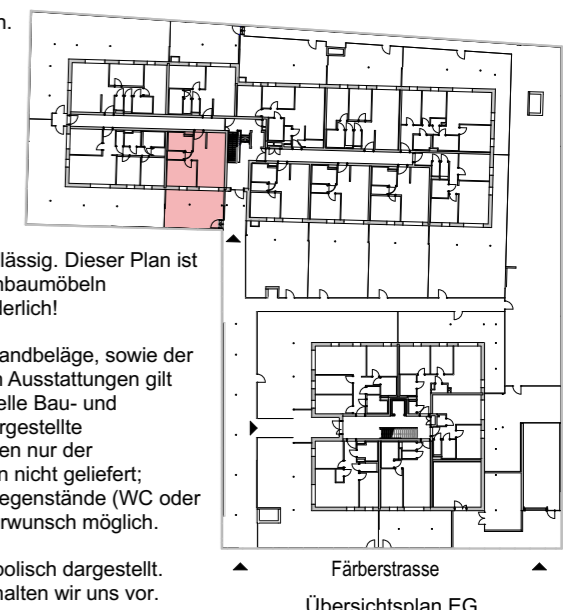 n.
lässig. Dieser Plan ist
nbaumöbeln
derlich!
andbeläge, sowie der
n Ausstattungen gilt
elle Bau- und
rgestellte
en nur der
n nicht geliefert;
egenstände (WC oder
erwunsch möglich.
bolisch dargestellt.
halten wir uns vor.
Färberstrasse
Übersichtsplan EG